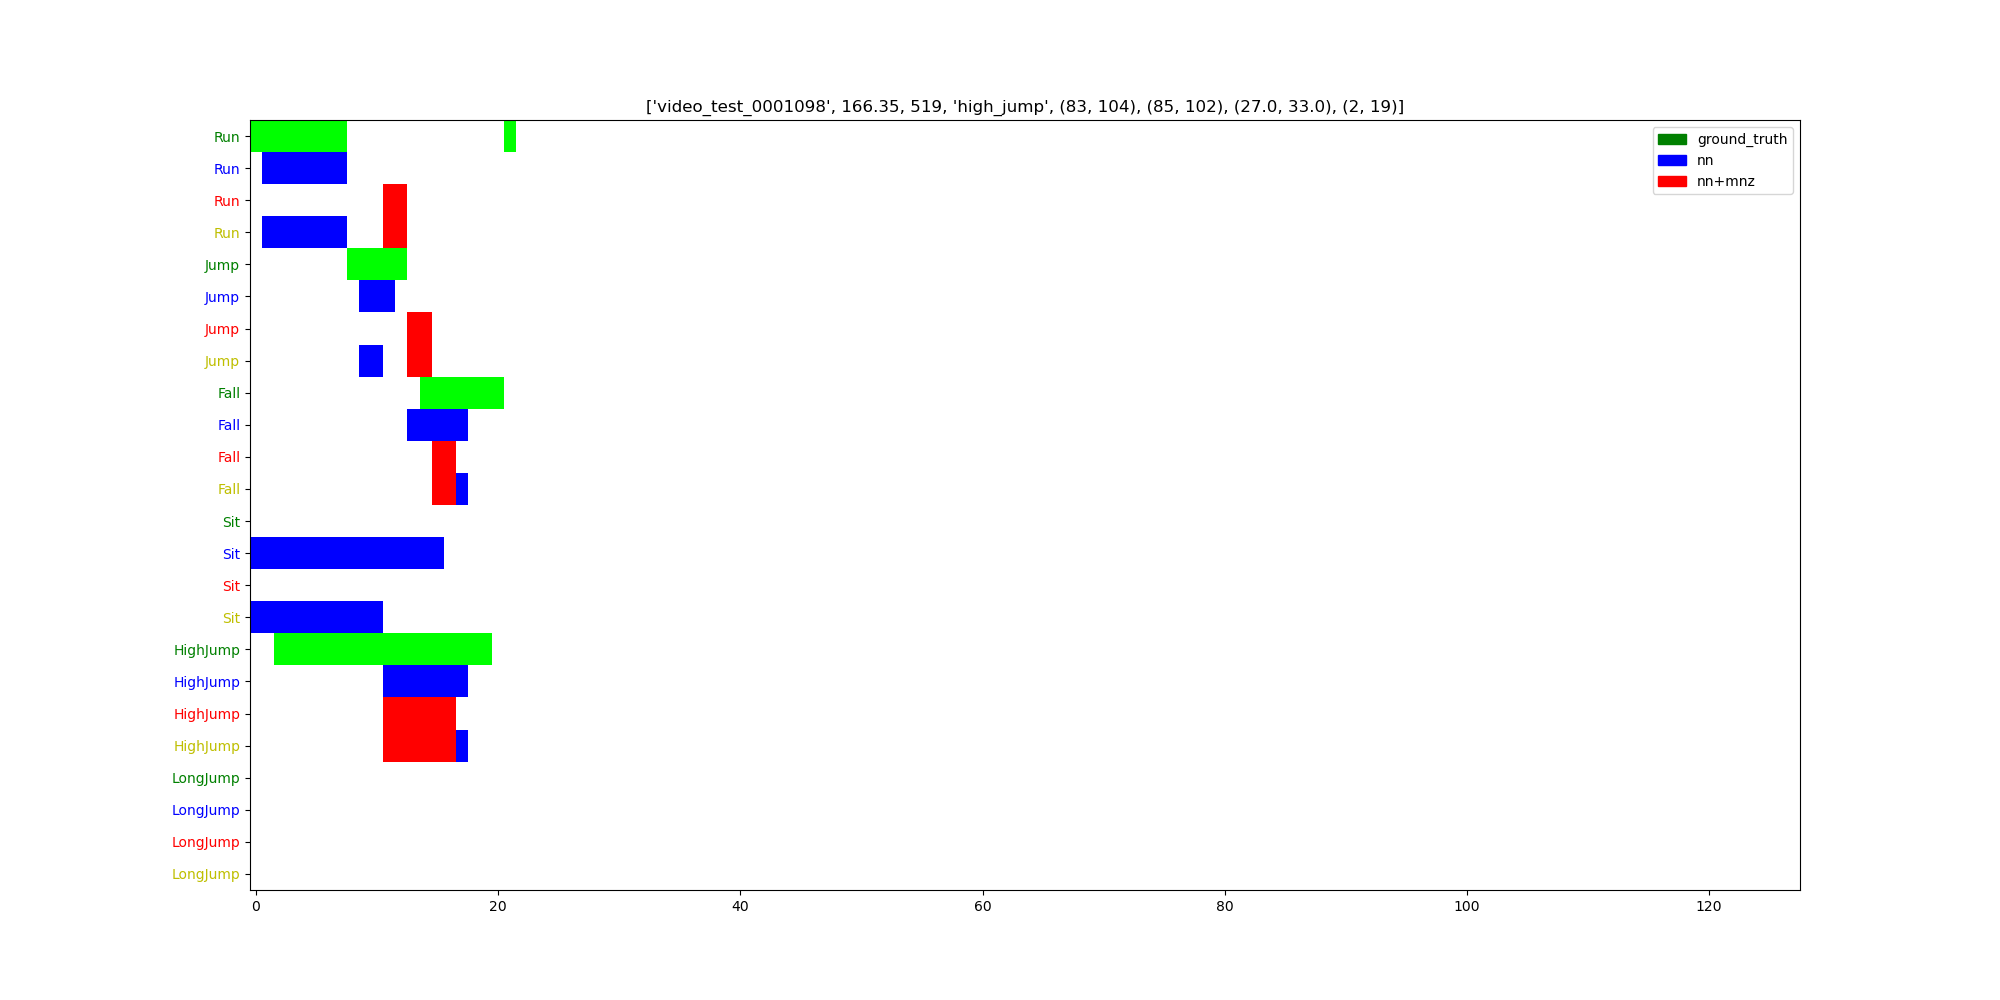 ['video_test_0001098', 166.35, 519, 'high_jump', (83, 104), (85, 102), (27.0, 33.0), (2, 19)]
ground_truth
nn
nn+mnz
Run
Run
Run
Run
Jump
Jump
Jump
Jump
Fall
Fall
Fall
Fall
Sit
Sit
Sit
Sit
HighJump
HighJump
HighJump
HighJump
LongJump
LongJump
LongJump
LongJump
0 20 40 60 80 100 120